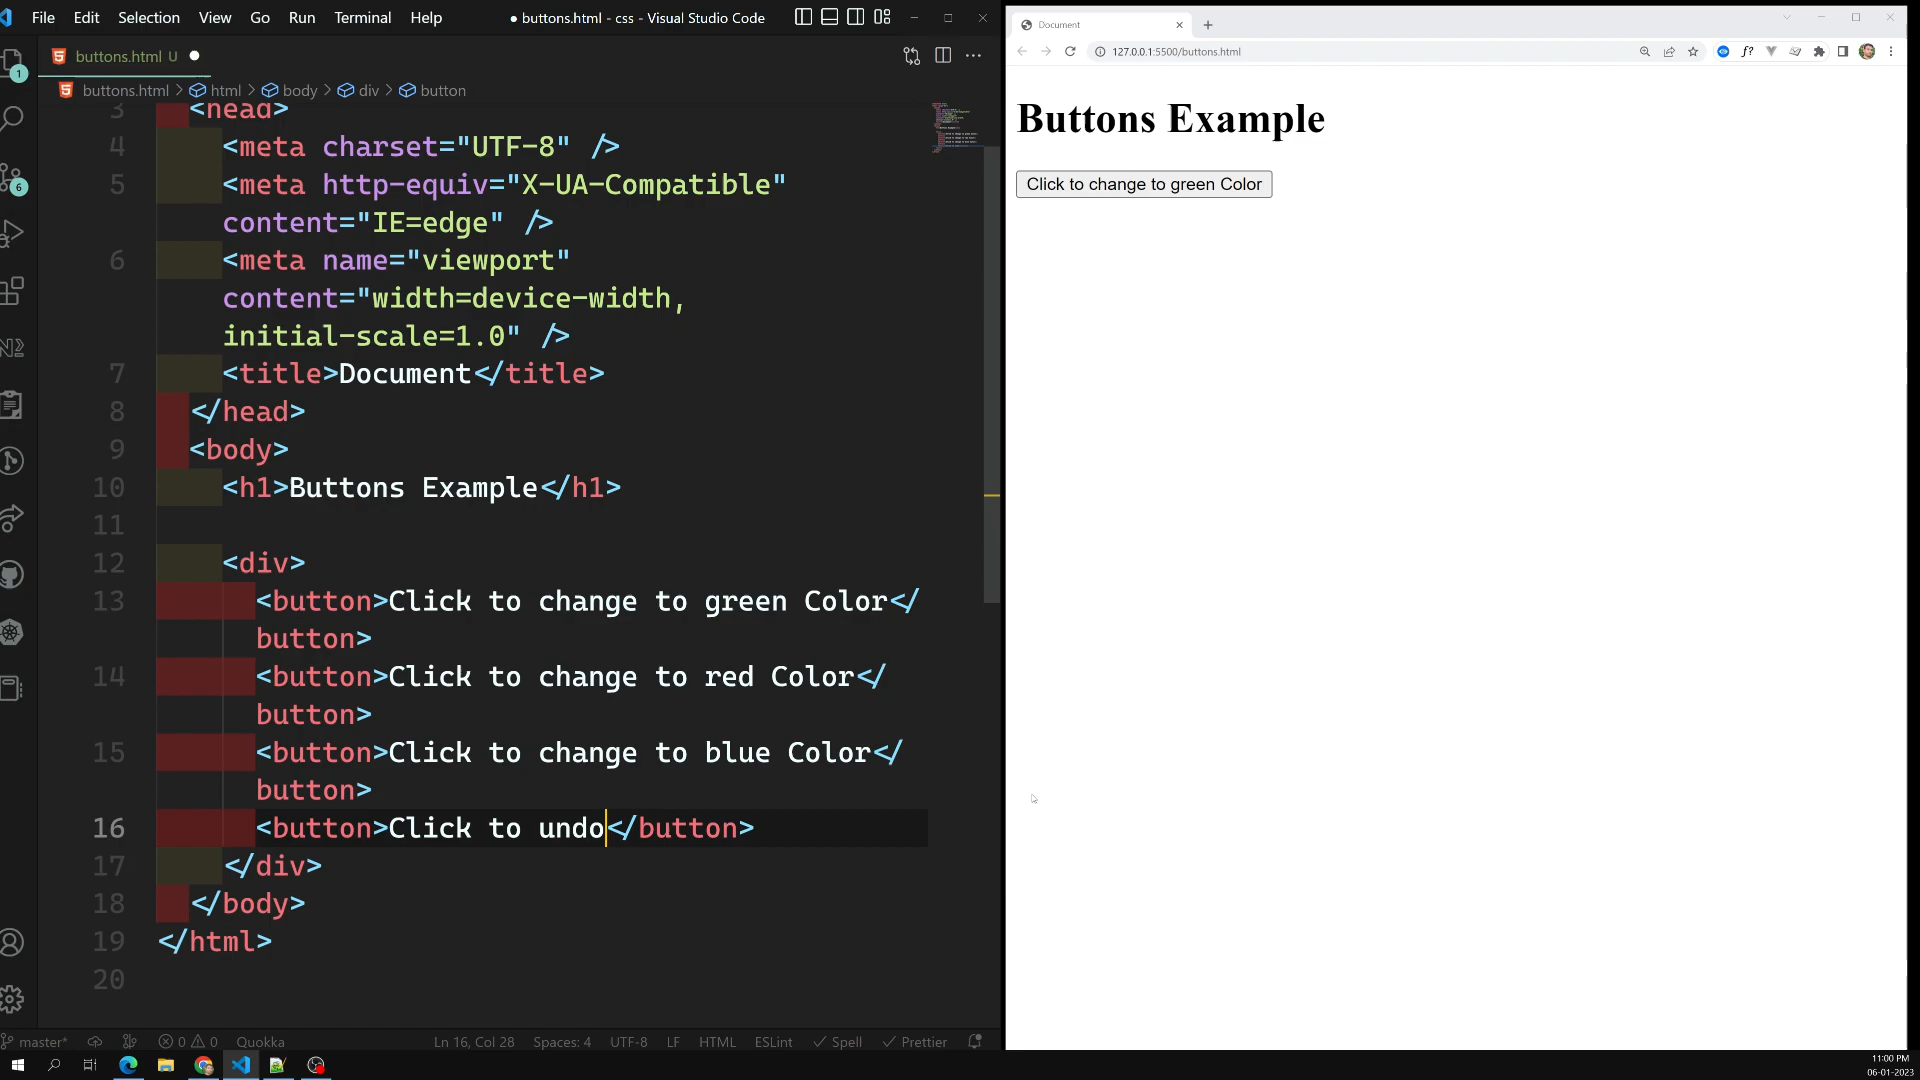 File Edit Selection View Go Run Terminal Help
● buttons.html - css - Visual Studio Code
buttons.html U
buttons.html > html > body > div > button
1
6
3 <head>
4 <meta charset="UTF-8" />
5 <meta http-equiv="X-UA-Compatible"
content="IE=edge" />
6 <meta name="viewport"
content="width=device-width,
initial-scale=1.0" />
7 <title>Document</title>
8 </head>
9 <body>
10 <h1>Buttons Example</h1>
11
12 <div>
13 <button>Click to change to green Color</
button>
14 <button>Click to change to red Color</
button>
15 <button>Click to change to blue Color</
button>
16 <button>Click to undo</button>
17 </div>
18 </body>
19 </html>
20
master* 0 0 Quokka Ln 16, Col 28 Spaces: 4 UTF-8 LF HTML ESLint Spell Prettier
Document
127.0.0.1:5500/buttons.html
f?
Buttons Example
Click to change to green Color
11:00 PM
06-01-2023